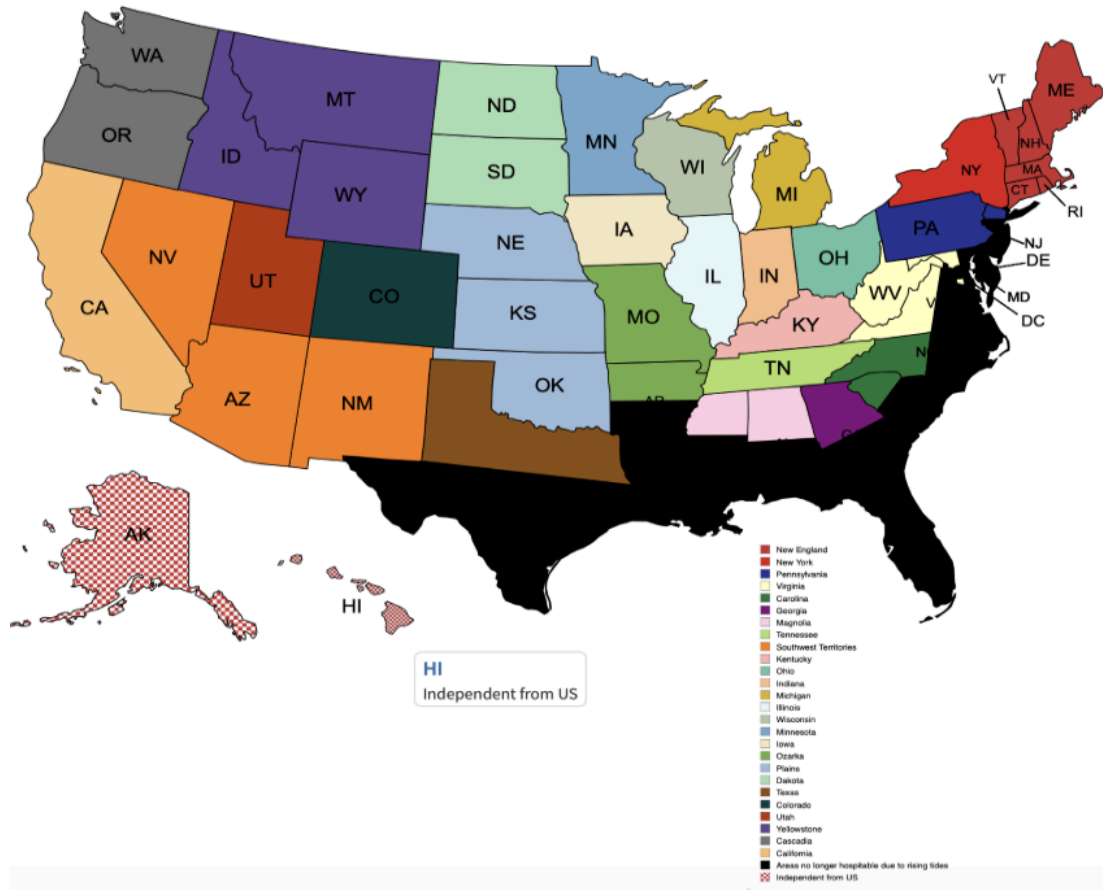 WA
OR
MT
ID
WY
ND
SD
MN
WI
MI
VT
ME
NH
NY
MA
CT
RI
PA
NJ
DE
MD
DC
NE
IA
IL
IN
OH
WV
V
NV
UT
CO
KS
MO
KY
CA
AZ
NM
OK
AR
TN
N
G
AK
HI
HI
Independent from US
New England
New York
Pennsylvania
Virginia
Carolina
Georgia
Magnolia
Tennessee
Southwest Territories
Kentucky
Ohio
Indiana
Michigan
Illinois
Wisconsin
Minnesota
Iowa
Ozarka
Plains
Dakota
Texas
Colorado
Utah
Yellowstone
Cascadia
California
Areas no longer hospitable due to rising tides
Independent from US